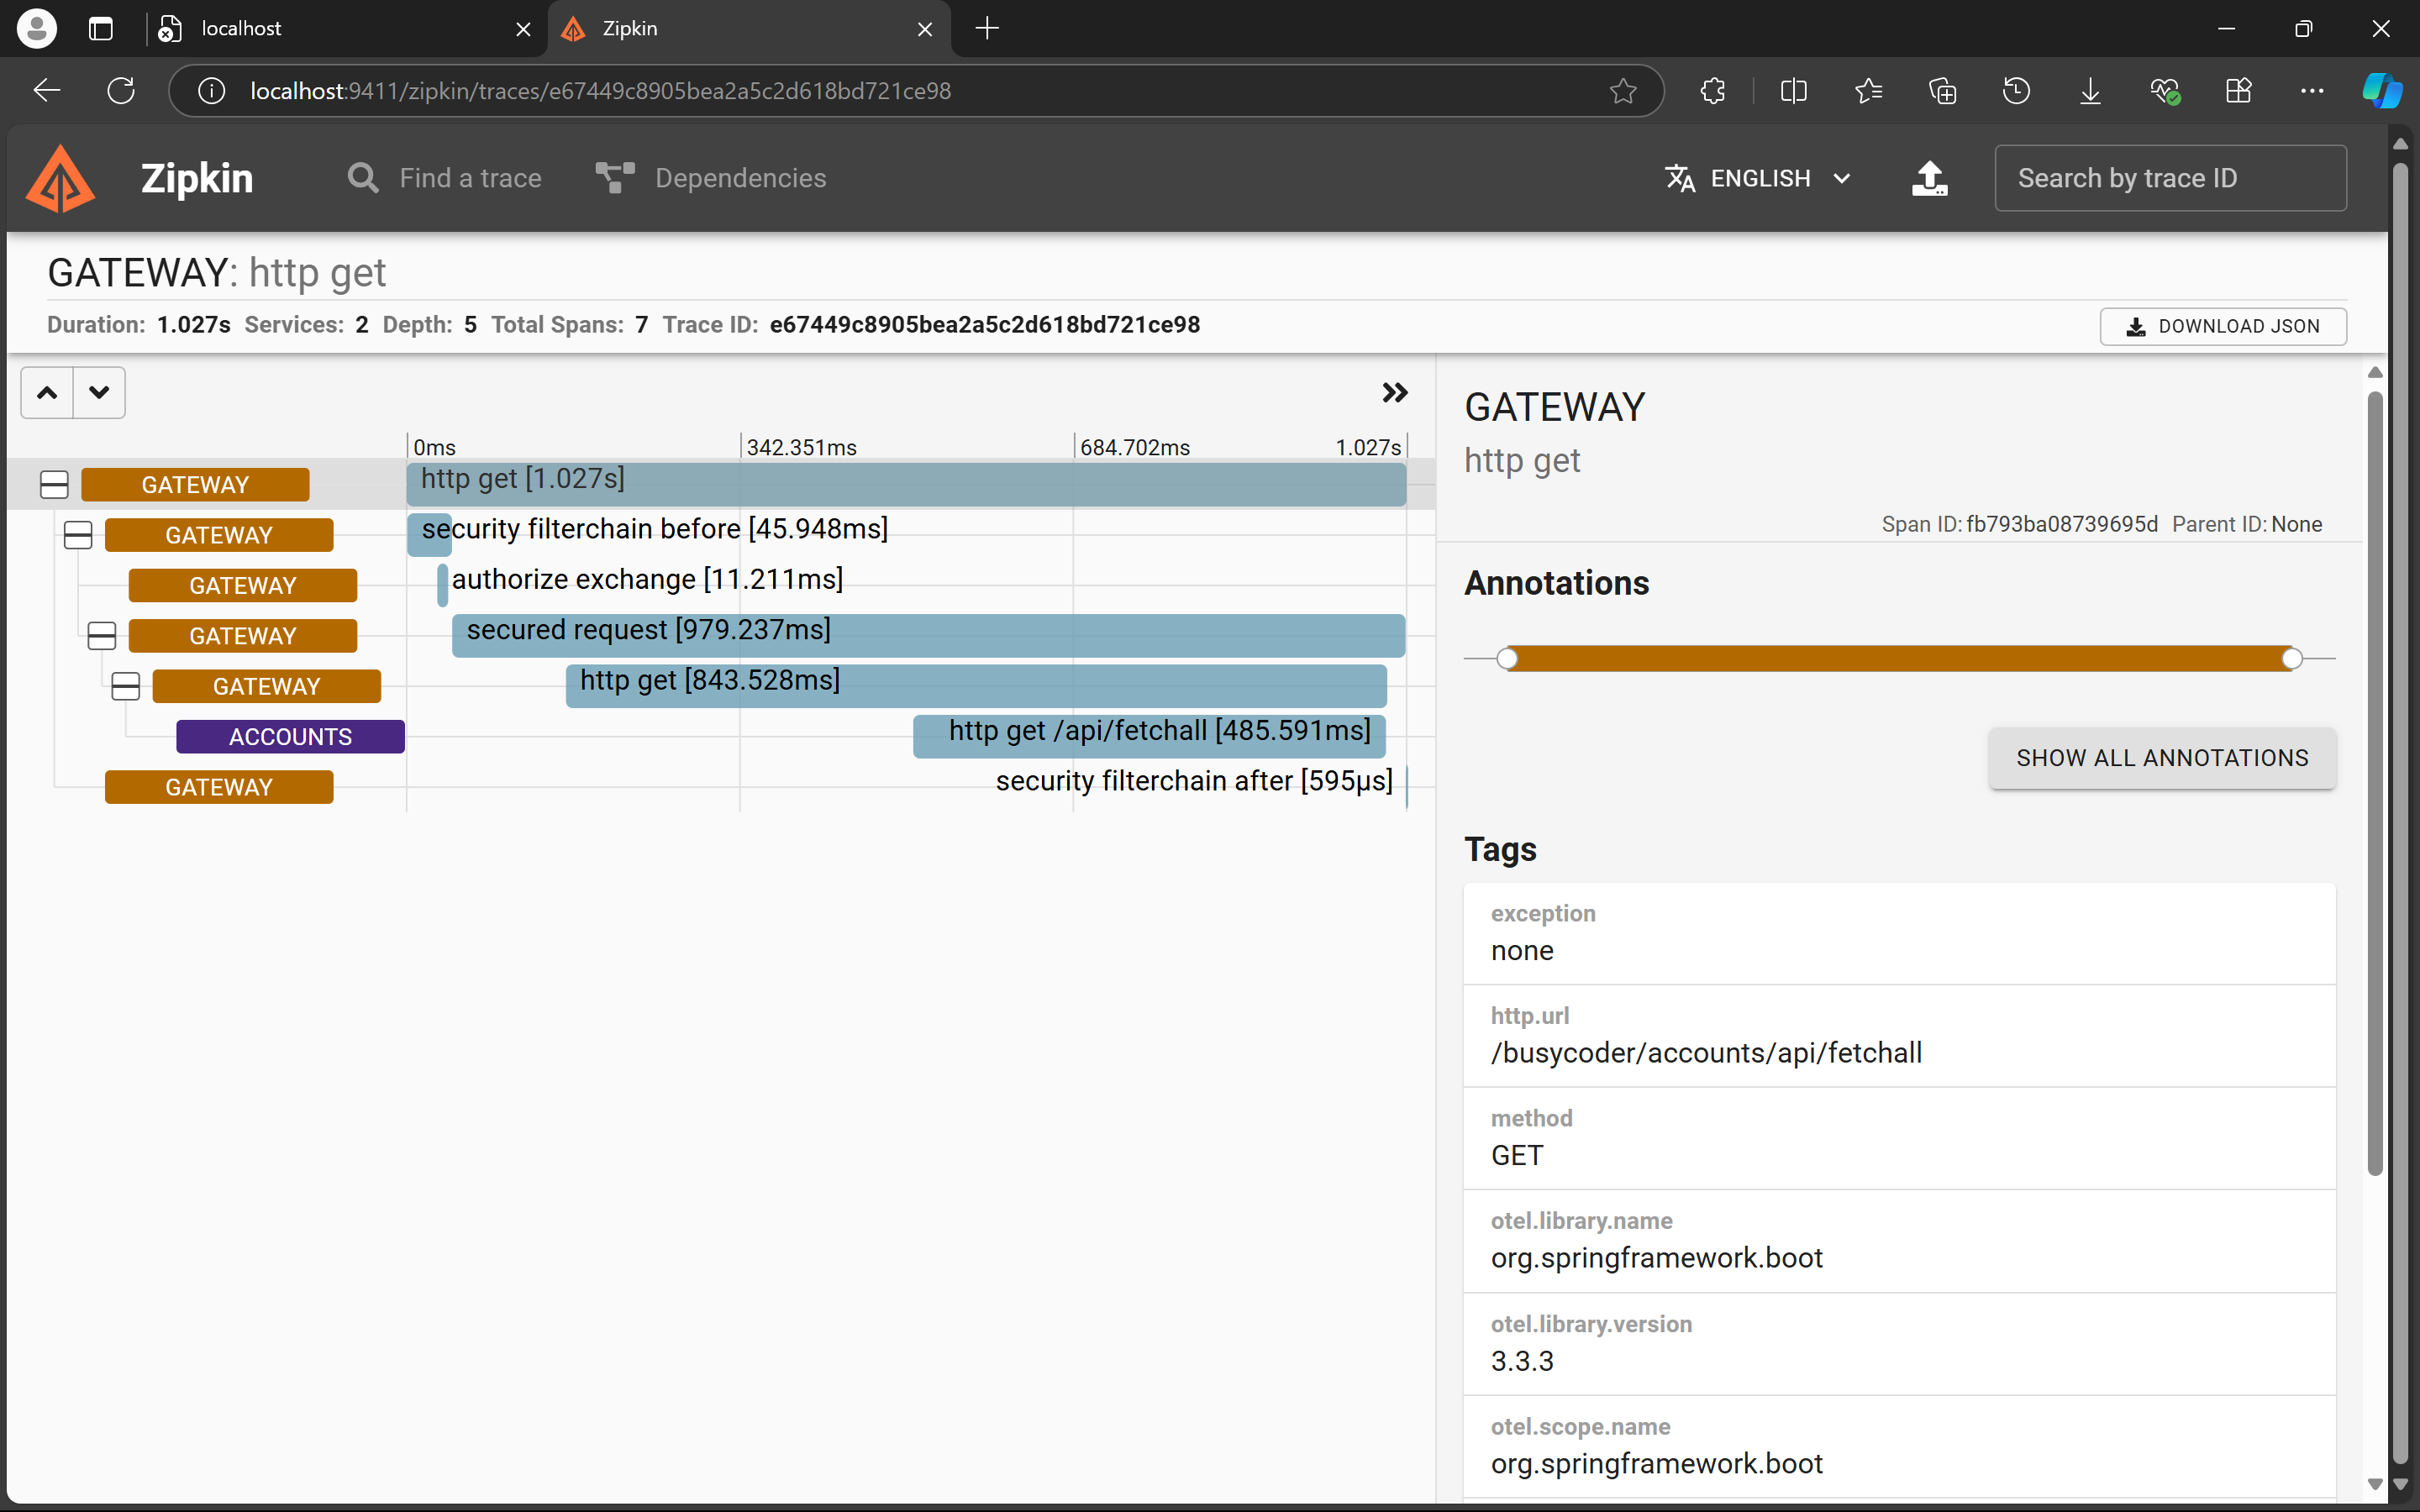 localhost
Zipkin
localhost:9411/zipkin/traces/e67449c8905bea2a5c2d618bd721ce98
Zipkin
Find a trace
Dependencies
ENGLISH
Search by trace ID
GATEWAY: http get
Duration: 1.027s Services: 2 Depth: 5 Total Spans: 7 Trace ID: e67449c8905bea2a5c2d618bd721ce98
DOWNLOAD JSON
0ms 342.351ms 684.702ms 1.027s
GATEWAY http get [1.027s]
GATEWAY security filterchain before [45.948ms]
GATEWAY authorize exchange [11.211ms]
GATEWAY secured request [979.237ms]
GATEWAY http get [843.528ms]
ACCOUNTS http get /api/fetchall [485.591ms]
GATEWAY security filterchain after [595μs]
GATEWAY
http get
Span ID: fb793ba08739695d Parent ID: None
Annotations
SHOW ALL ANNOTATIONS
Tags
exception
none
http.url
/busycoder/accounts/api/fetchall
method
GET
otel.library.name
org.springframework.boot
otel.library.version
3.3.3
otel.scope.name
org.springframework.boot